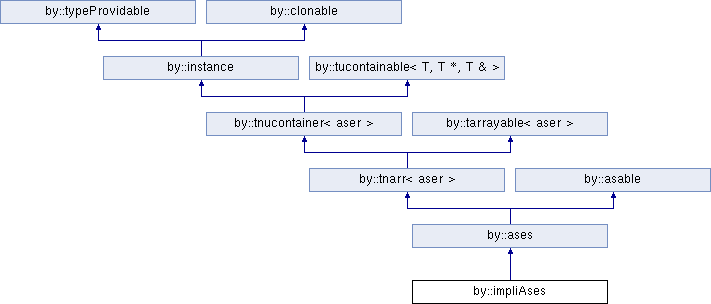 by::typeProvidable
by::clonable
by::instance
by::tucontainable< T, T *, T & >
by::tnucontainer< aser >
by::tarrayable< aser >
by::tnarr< aser >
by::asable
by::ases
by::impliAses